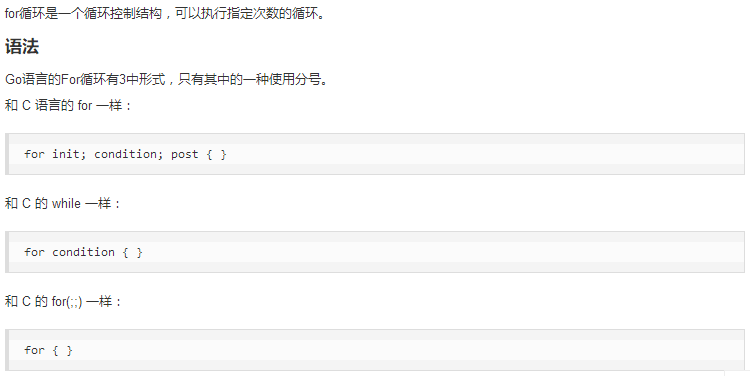 for循环是一个循环控制结构，可以执行指定次数的循环。
语法
Go语言的For循环有3中形式，只有其中的一种使用分号。
和 C 语言的 for 一样：
for init; condition; post { }
和 C 的 while 一样：
for condition { }
和 C 的 for(;;) 一样：
for { }